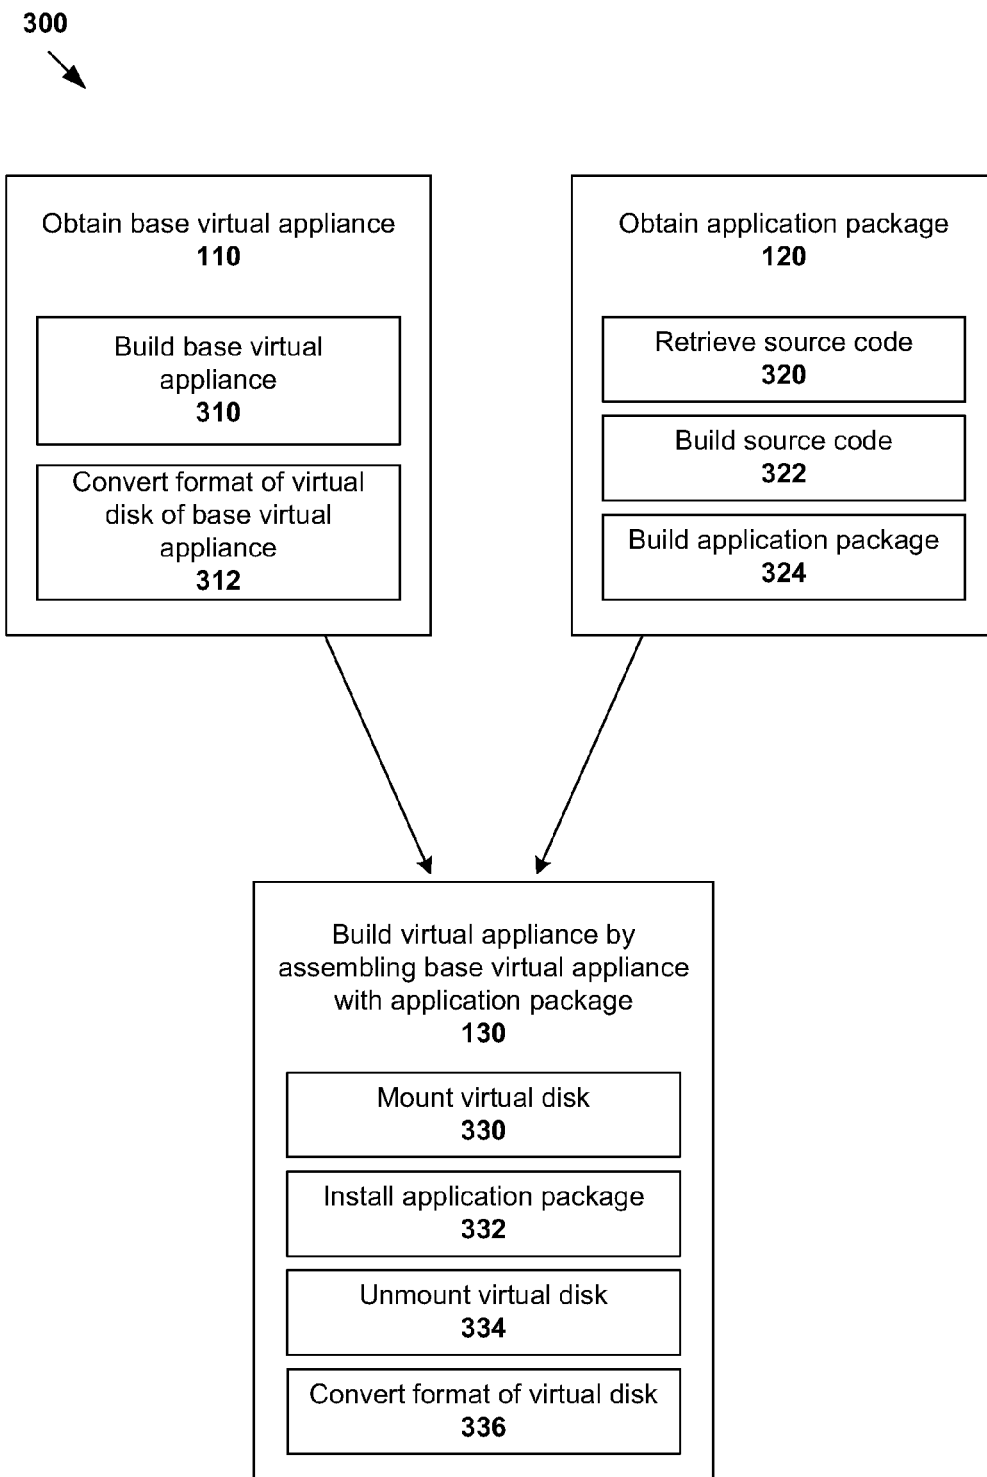 300
Obtain base virtual appliance
110
Build base virtual
appliance
310
Convert format of virtual
disk of base virtual
appliance
312
Obtain application package
120
Retrieve source code
320
Build source code
322
Build application package
324
Build virtual appliance by
assembling base virtual appliance
with application package
130
Mount virtual disk
330
Install application package
332
Unmount virtual disk
334
Convert format of virtual disk
336